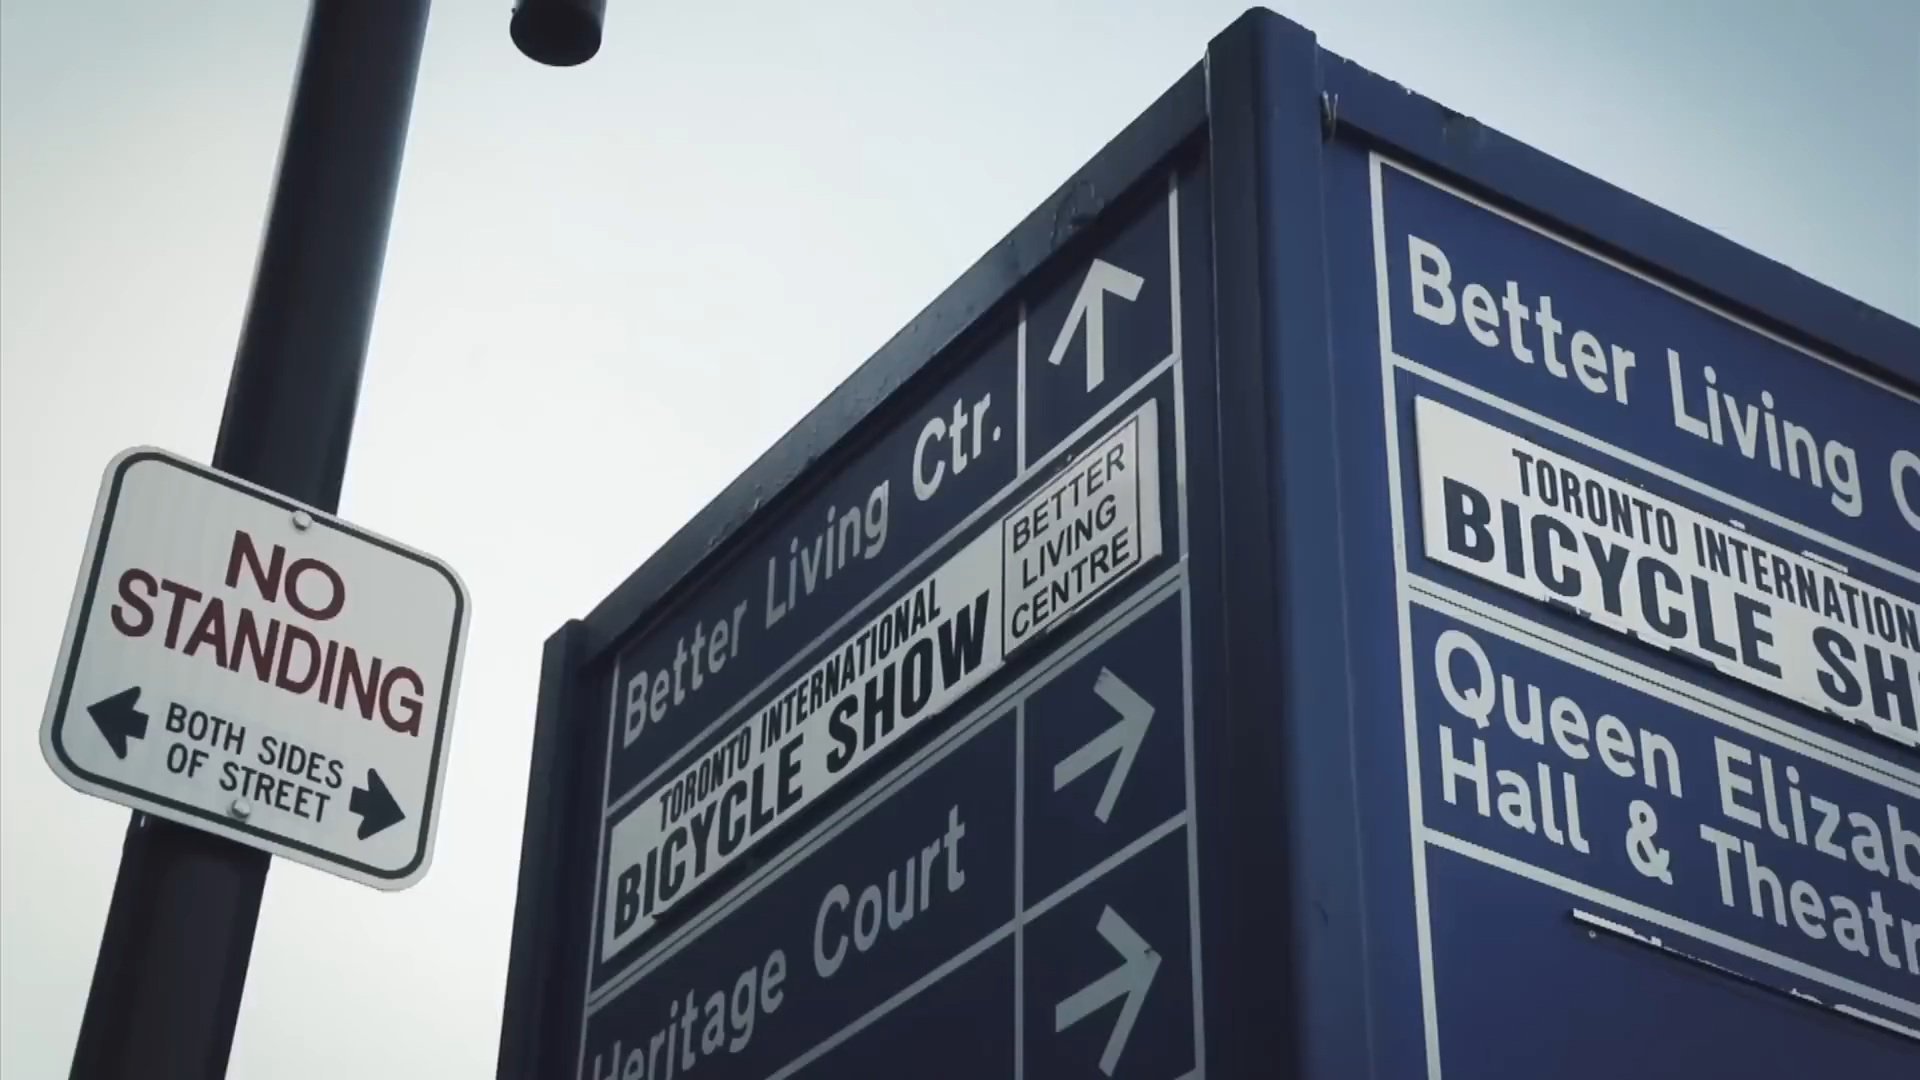 NO
STANDING
BOTH SIDES
OF STREET
Better Living Ctr.
TORONTO INTERNATIONAL
BICYCLE SHOW
BETTER
LIVING
CENTRE
Heritage Court
Better Living C
TORONTO INTERNATION
BICYCLE SH
Queen Elizab
Hall & Theatr